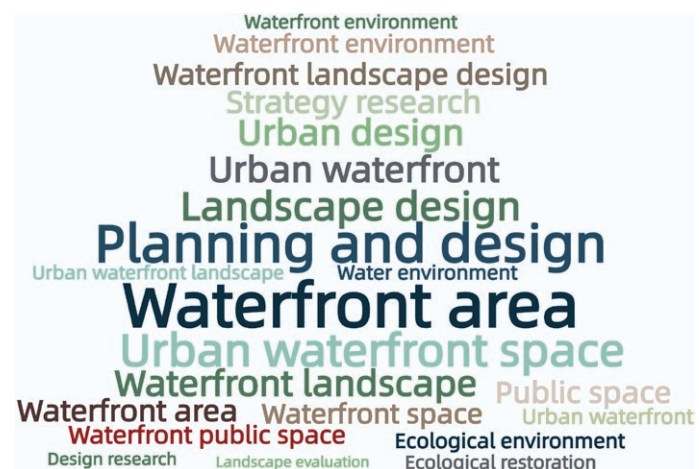 Waterfront environment
Waterfront environment
Waterfront landscape design
Strategy research
Urban design
Urban waterfront
Landscape design
Planning and design
Urban waterfront landscape Water environment
Waterfront area
Urban waterfront space
Waterfront landscape Public space
Waterfront area Waterfront space Urban waterfront
Waterfront public space Ecological environment
Design research Landscape evaluation Ecological restoration